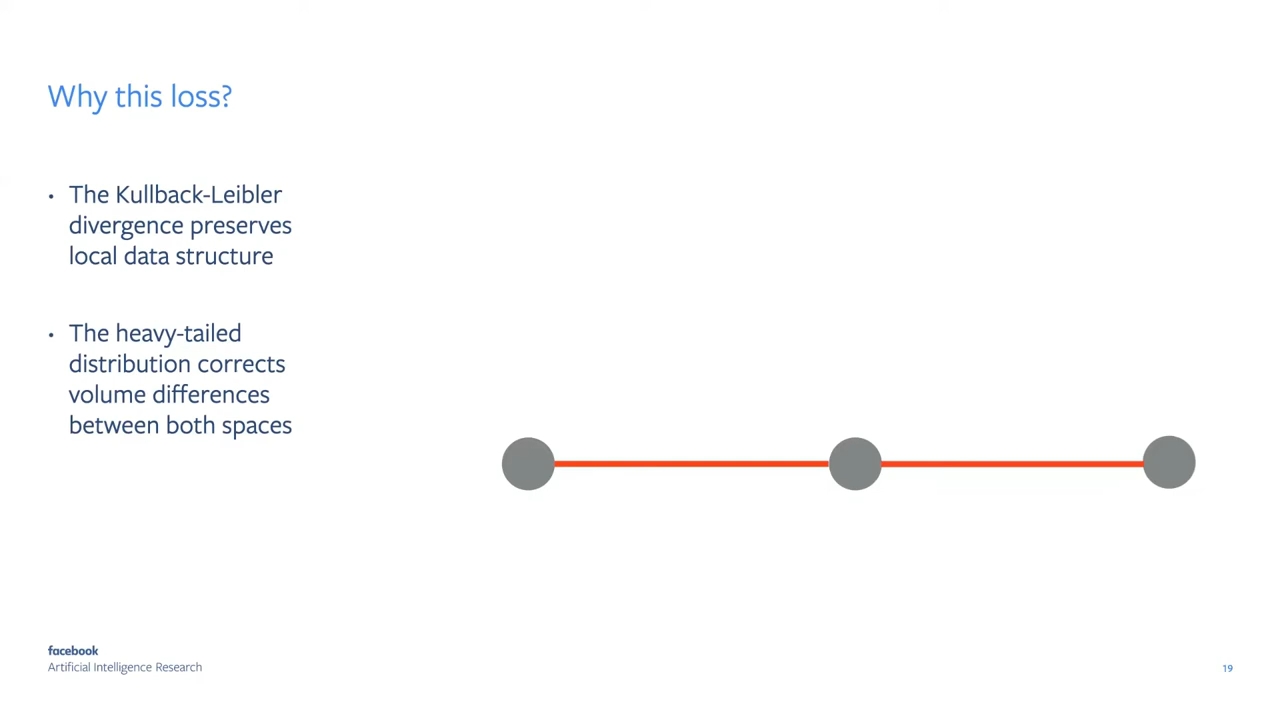 Why this loss?
• The Kullback-Leibler
divergence preserves
local data structure
• The heavy-tailed
distribution corrects
volume differences
between both spaces
facebook
Artificial Intelligence Research
19